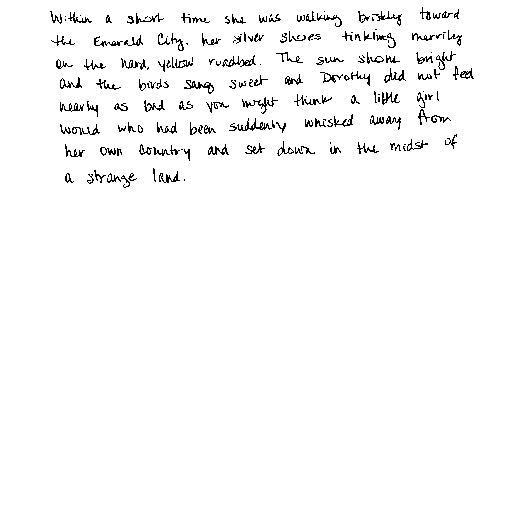 Within a short time she was walking briskly toward
the Emerald City, her silver shoes tinkling merrily
on the hard, yellow roadbed. The sun shone bright
and the birds sang sweet and Dorothy did not feel
nearly as bad as you might think a little girl
would who had been suddenly whisked away from
her own country and set down in the midst of
a strange land.